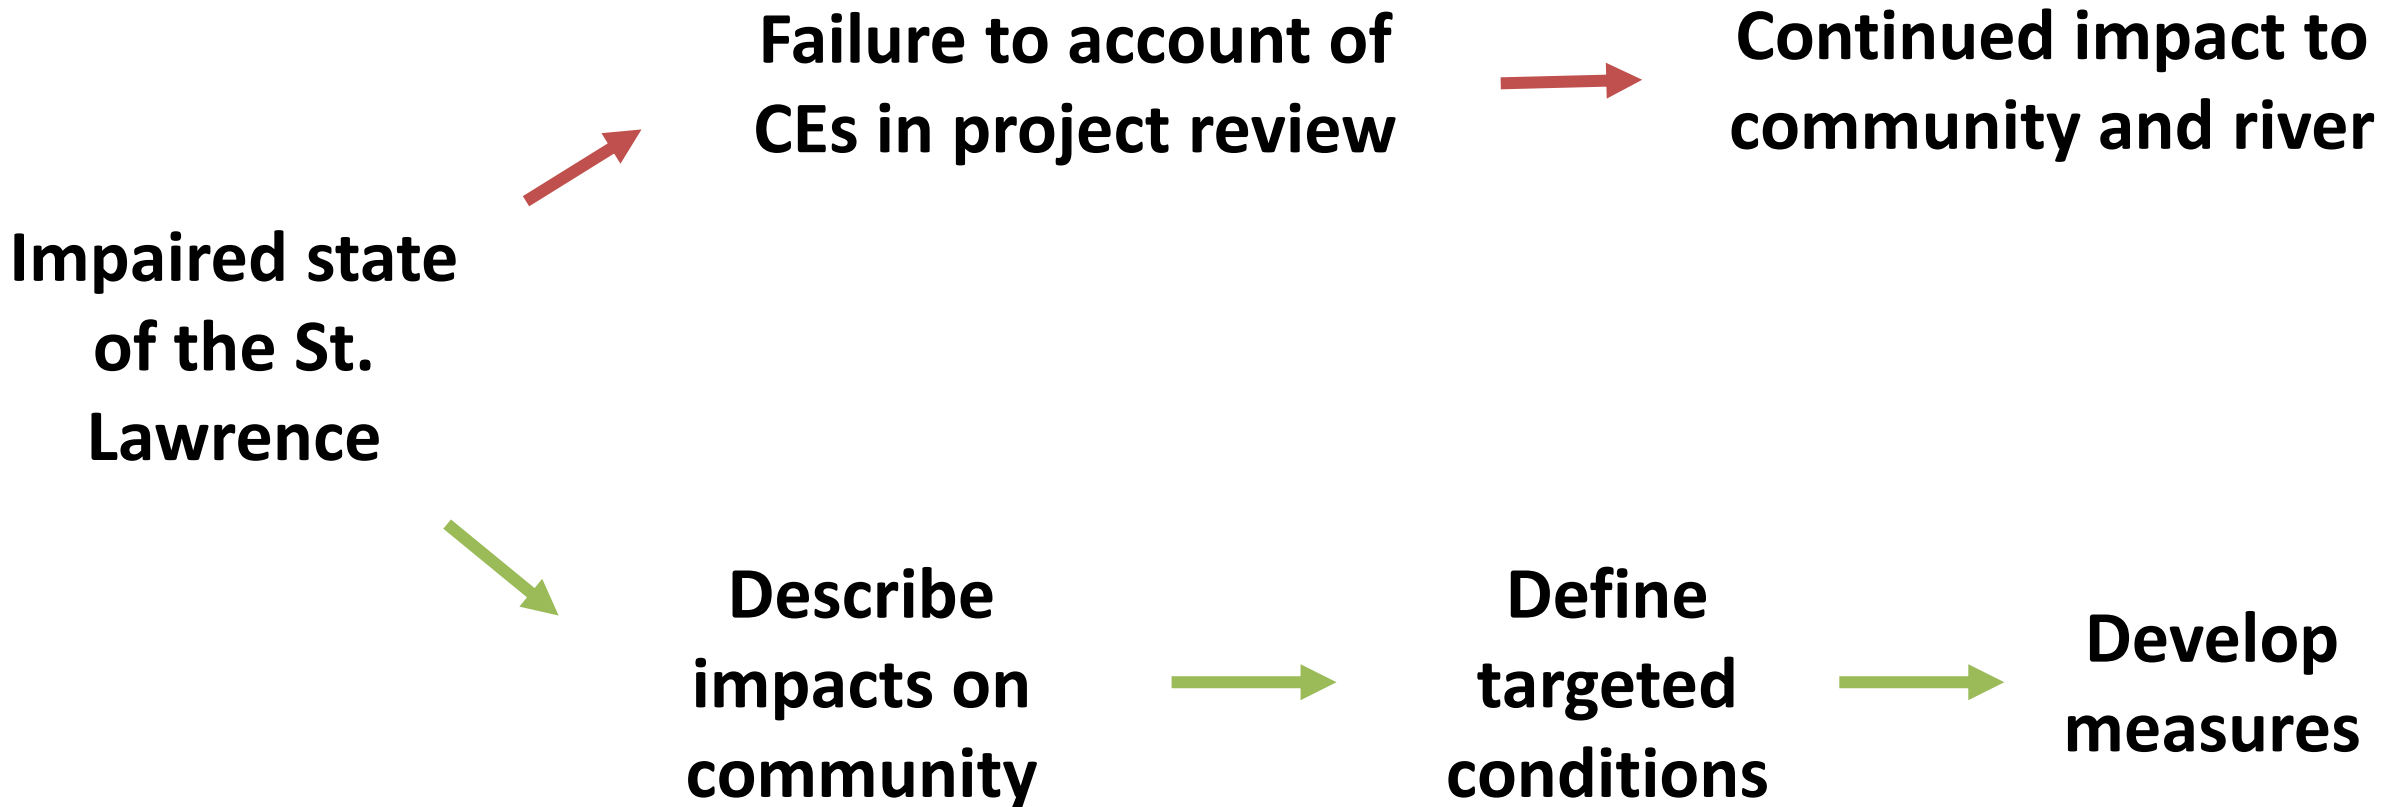 Failure to account of
CEs in project review
Continued impact to
community and river
Impaired state
of the St.
Lawrence
Describe
impacts on
community
Define
targeted
conditions
Develop
measures